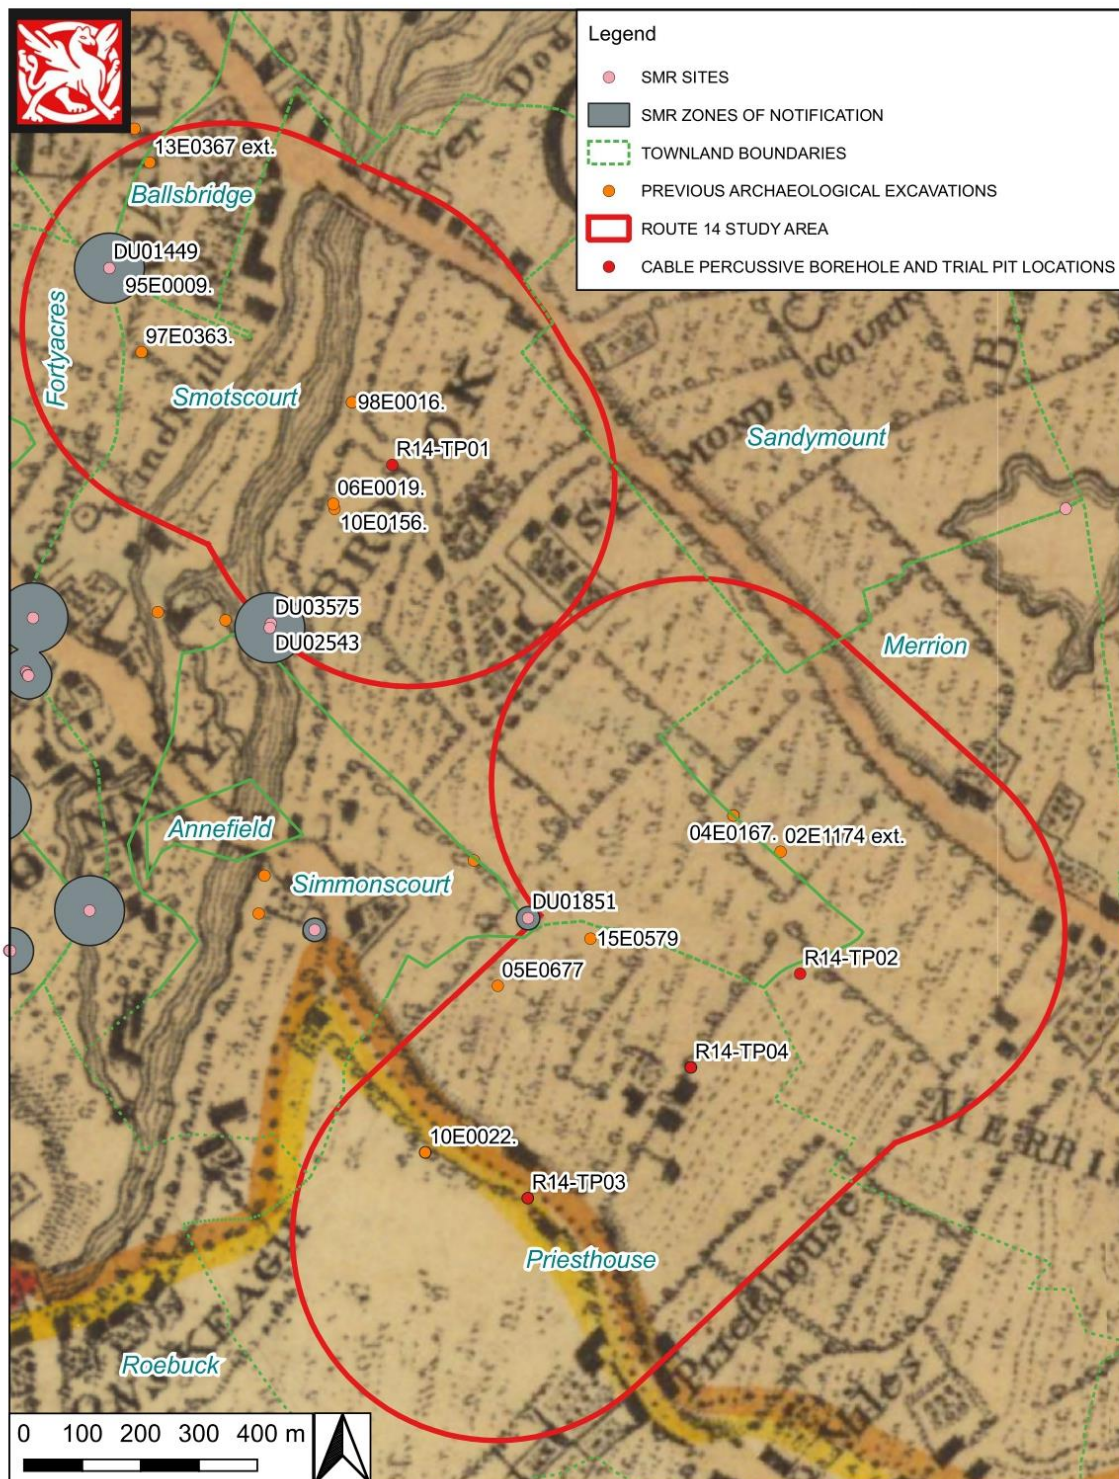 Legend
SMR SITES
SMR ZONES OF NOTIFICATION
TOWNLAND BOUNDARIES
PREVIOUS ARCHAEOLOGICAL EXCAVATIONS
ROUTE 14 STUDY AREA
CABLE PERCUSSIVE BOREHOLE AND TRIAL PIT LOCATIONS
13E0367 ext.
Ballsbridge
DU01449
95E0009.
Fortyacres
97E0363.
Smotscourt
98E0016.
R14-TP01
Sandymount
06E0019.
10E0156.
BROOK
DU03575
DU02543
Merrion
Annefield
04E0167.
02E1174 ext.
Simmonscourt
DU01851
15E0579
05E0677
R14-TP02
R14-TP04
10E0022.
R14-TP03
Priesthouse
Roebuck
0 100 200 300 400 m